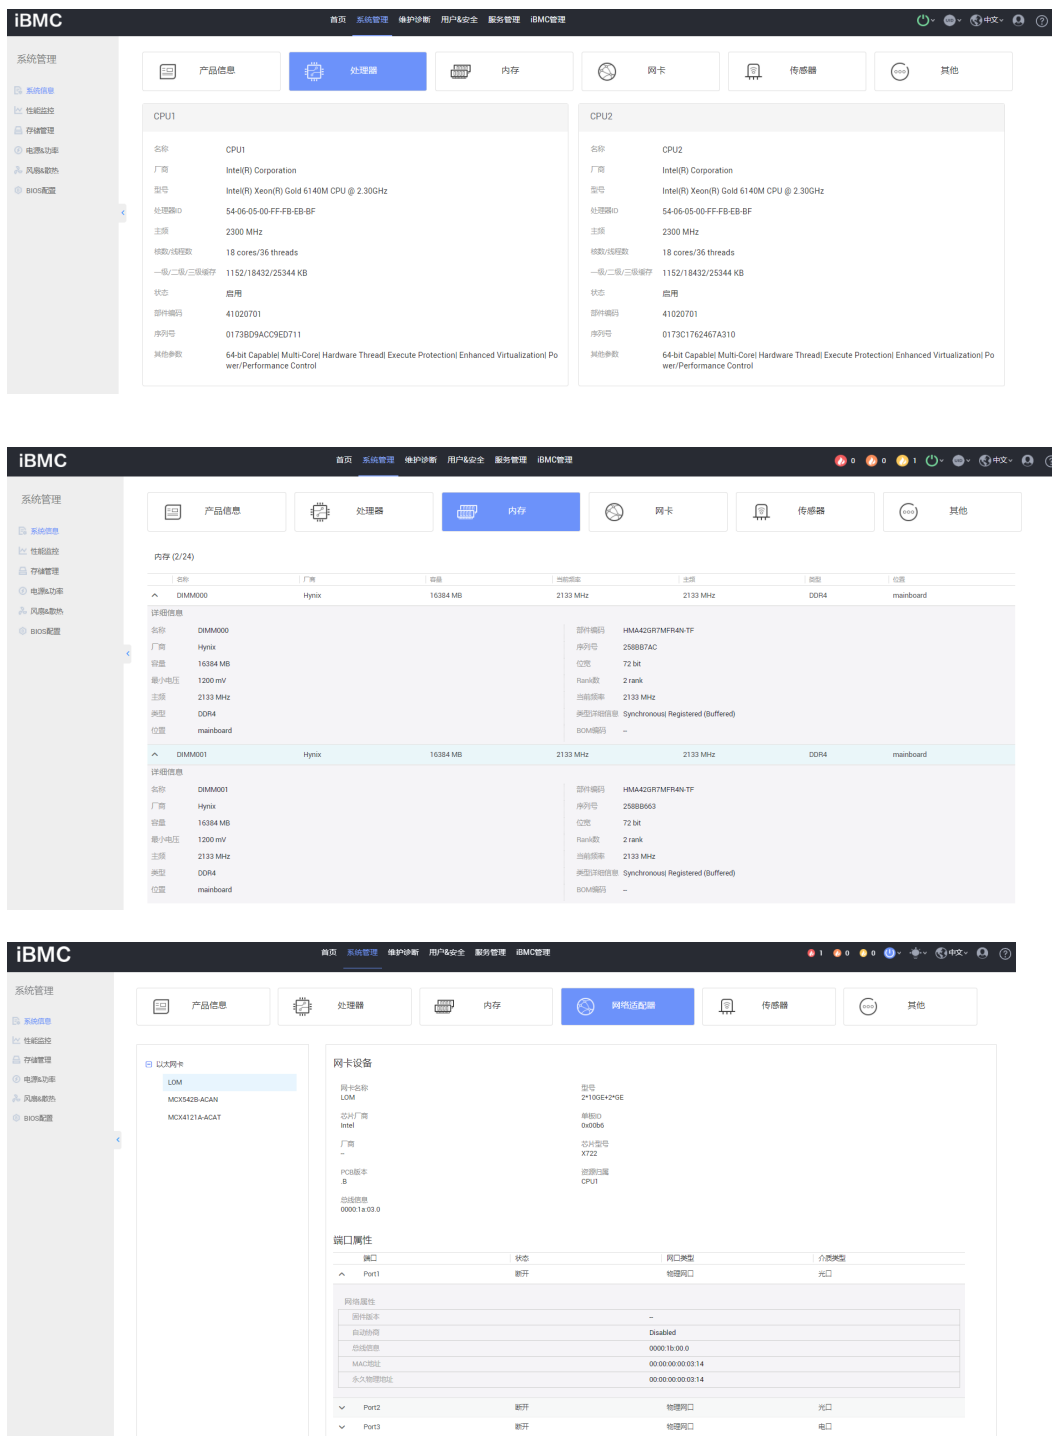 iBMC 首页 系统管理 维护诊断 用户&安全 服务管理 iBMC管理 中文
系统管理
系统信息
性能监控
存储管理
电源&功率
风扇&散热
BIOS配置
产品信息 处理器 内存 网卡 传感器 其他
CPU1
名称 CPU1
厂商 Intel(R) Corporation
型号 Intel(R) Xeon(R) Gold 6140M CPU @ 2.30GHz
处理器ID 54-06-05-00-FF-FB-EB-BF
主频 2300 MHz
核数/线程数 18 cores/36 threads
一级/二级/三级缓存 1152/18432/25344 KB
状态 启用
部件编码 41020701
序列号 0173BD9ACC9ED711
其他参数 64-bit Capable| Multi-Core| Hardware Thread| Execute Protection| Enhanced Virtualization| Po
wer/Performance Control
CPU2
名称 CPU2
厂商 Intel(R) Corporation
型号 Intel(R) Xeon(R) Gold 6140M CPU @ 2.30GHz
处理器ID 54-06-05-00-FF-FB-EB-BF
主频 2300 MHz
核数/线程数 18 cores/36 threads
一级/二级/三级缓存 1152/18432/25344 KB
状态 启用
部件编码 41020701
序列号 0173C1762467A310
其他参数 64-bit Capable| Multi-Core| Hardware Thread| Execute Protection| Enhanced Virtualization| Po
wer/Performance Control
iBMC 首页 系统管理 维护诊断 用户&安全 服务管理 iBMC管理 0 0 1 中文
系统管理
系统信息
性能监控
存储管理
电源&功率
风扇&散热
BIOS配置
产品信息 处理器 内存 网卡 传感器 其他
内存 (2/24)
名称 厂商 容量 当前频率 主频 类型 位置
DIMM000 Hynix 16384 MB 2133 MHz 2133 MHz DDR4 mainboard
详细信息
名称 DIMM000 部件编码 HMA42GR7MFR4N-TF
厂商 Hynix 序列号 258BB7AC
容量 16384 MB 位宽 72 bit
最小电压 1200 mV Rank数 2 rank
主频 2133 MHz 当前频率 2133 MHz
类型 DDR4 类型详细信息 Synchronous| Registered (Buffered)
位置 mainboard BOM编码 --
DIMM001 Hynix 16384 MB 2133 MHz 2133 MHz DDR4 mainboard
详细信息
名称 DIMM001 部件编码 HMA42GR7MFR4N-TF
厂商 Hynix 序列号 258BB663
容量 16384 MB 位宽 72 bit
最小电压 1200 mV Rank数 2 rank
主频 2133 MHz 当前频率 2133 MHz
类型 DDR4 类型详细信息 Synchronous| Registered (Buffered)
位置 mainboard BOM编码 --
iBMC 首页 系统管理 维护诊断 用户&安全 服务管理 iBMC管理 1 0 0 中文
系统管理
系统信息
性能监控
存储管理
电源&功率
风扇&散热
BIOS配置
产品信息 处理器 内存 网络适配器 传感器 其他
以太网卡
LOM
MCX542B-ACAN
MCX4121A-ACAT
网卡设备
网卡名称 型号
LOM 2*10GE+2*GE
芯片厂商 单板ID
Intel 0x00b6
厂商 芯片型号
-- X722
PCB版本 资源归属
.B CPU1
总线信息
0000:1a:03.0
端口属性
端口 状态 网口类型 介质类型
Port1 断开 物理网口 光口
网络属性
固件版本 --
自动协商 Disabled
总线信息 0000:1b:00.0
MAC地址 00:00:00:00:03:14
永久物理地址 00:00:00:00:03:14
Port2 断开 物理网口 光口
Port3 断开 物理网口 电口